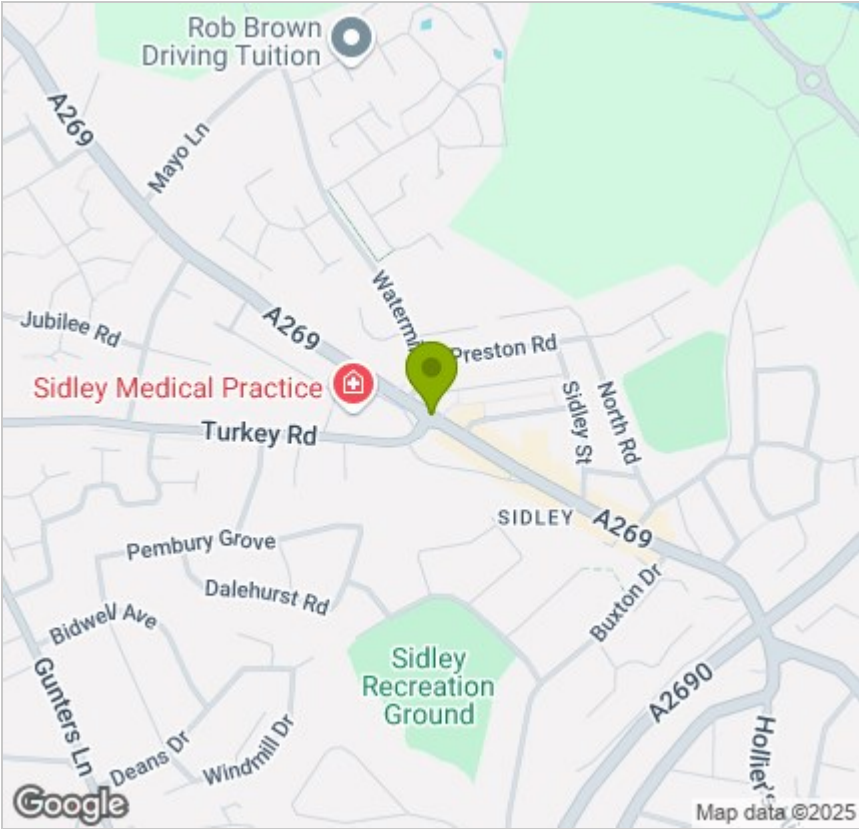 Rob Brown
Driving Tuition
A269
Mayo Ln
Jubilee Rd
A269
Preston Rd
Sidley Medical Practice
Turkey Rd
Sidley St
North Rd
SIDLEY
A269
Pembury Grove
Dalehurst Rd
Bidwell Ave
Buxton Dr
Sidley
Recreation
Ground
Gunters Ln
A2690
Deans Dr
Windmill Dr
Google
Map data ©2025